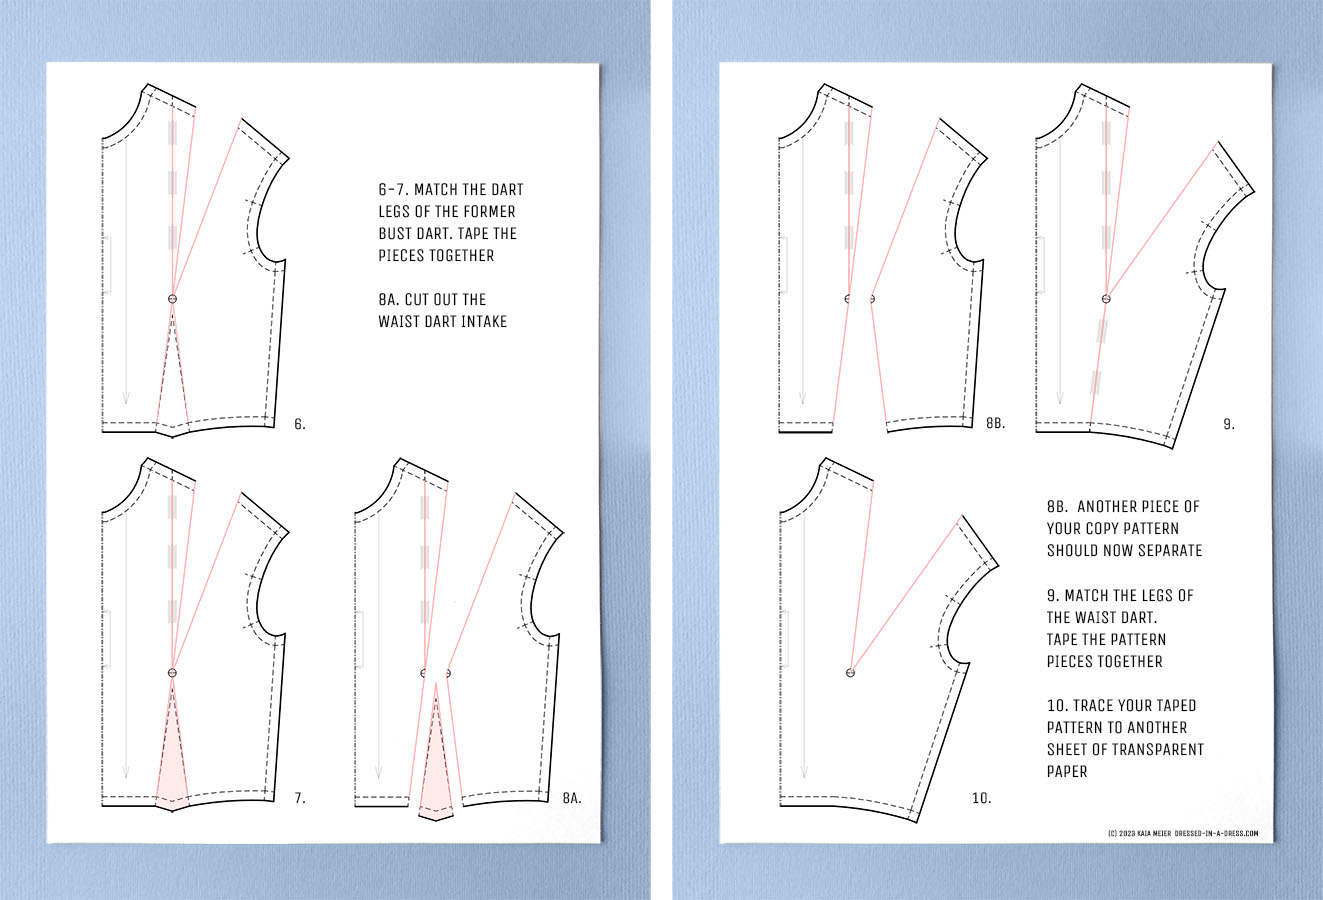 6-7. MATCH THE DART
LEGS OF THE FORMER
BUST DART. TAPE THE
PIECES TOGETHER
8A. CUT OUT THE
WAIST DART INTAKE
6.
7.
8A.
8B.
9.
8B. ANOTHER PIECE OF
YOUR COPY PATTERN
SHOULD NOW SEPARATE
9. MATCH THE LEGS OF
THE WAIST DART.
TAPE THE PATTERN
PIECES TOGETHER
10. TRACE YOUR TAPED
PATTERN TO ANOTHER
SHEET OF TRANSPARENT
PAPER
10.
(C) 2023 KAIA MEIER DRESSED-IN-A-DRESS.COM